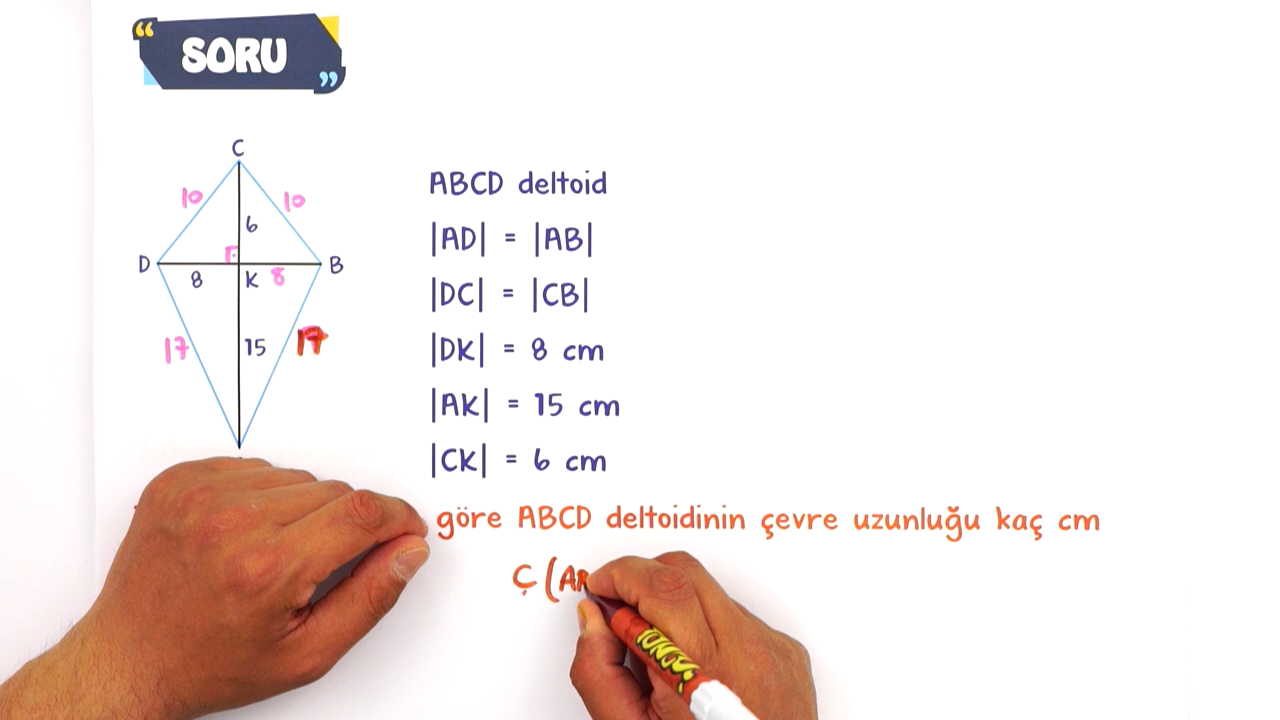 “ SORU ”
C
10 10
6
D K B
8 8
17 15 17
ABCD deltoid
|AD| = |AB|
|DC| = |CB|
|DK| = 8 cm
|AK| = 15 cm
|CK| = 6 cm
göre ABCD deltoidinin çevre uzunluğu kaç cm
Ç (A